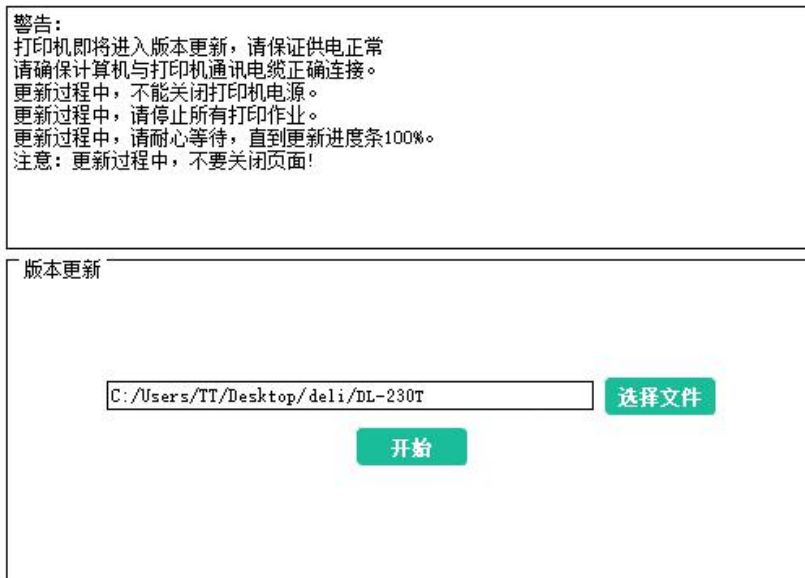 警告:
打印机即将进入版本更新，请保证供电正常
请确保计算机与打印机通讯电缆正确连接。
更新过程中，不能关闭打印机电源。
更新过程中，请停止所有打印作业。
更新过程中，请耐心等待，直到更新进度条100%。
注意: 更新过程中，不要关闭页面!
版本更新
C:/Users/TT/Desktop/deli/DL-230T
选择文件
开始